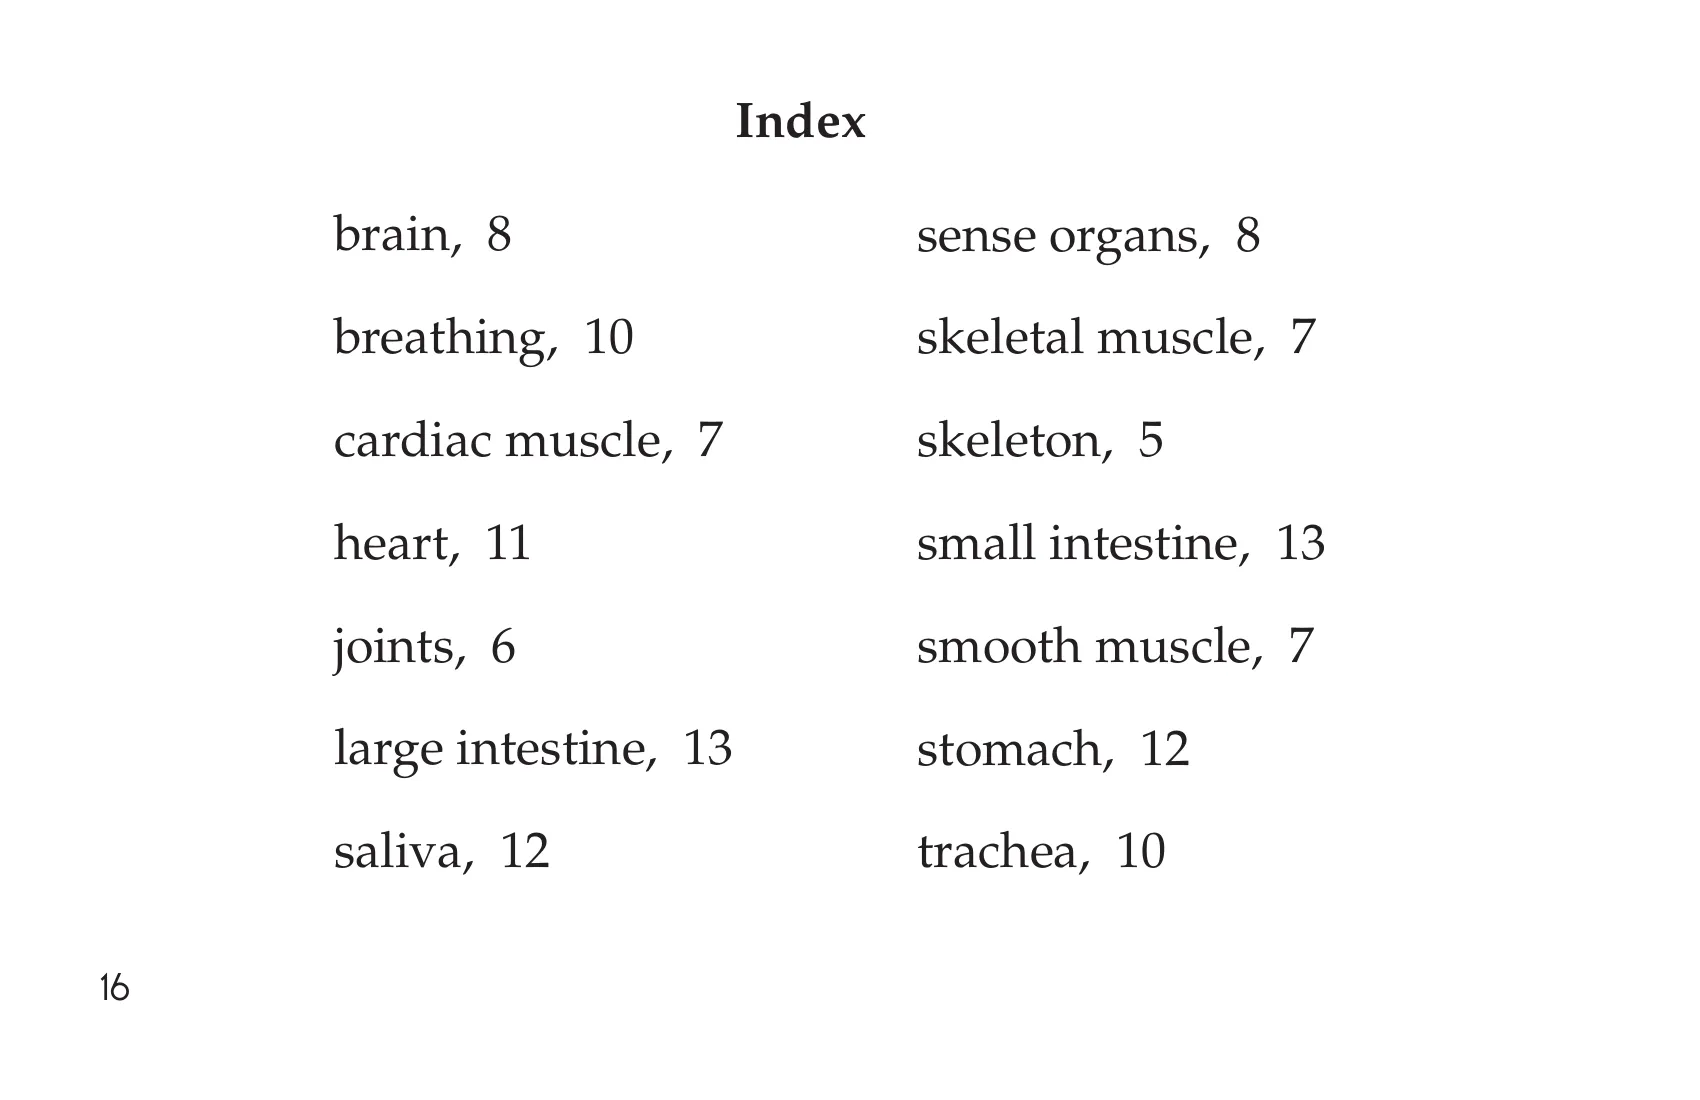 Index
brain, 8
breathing, 10
cardiac muscle, 7
heart, 11
joints, 6
large intestine, 13
saliva, 12
sense organs, 8
skeletal muscle, 7
skeleton, 5
small intestine, 13
smooth muscle, 7
stomach, 12
trachea, 10
16